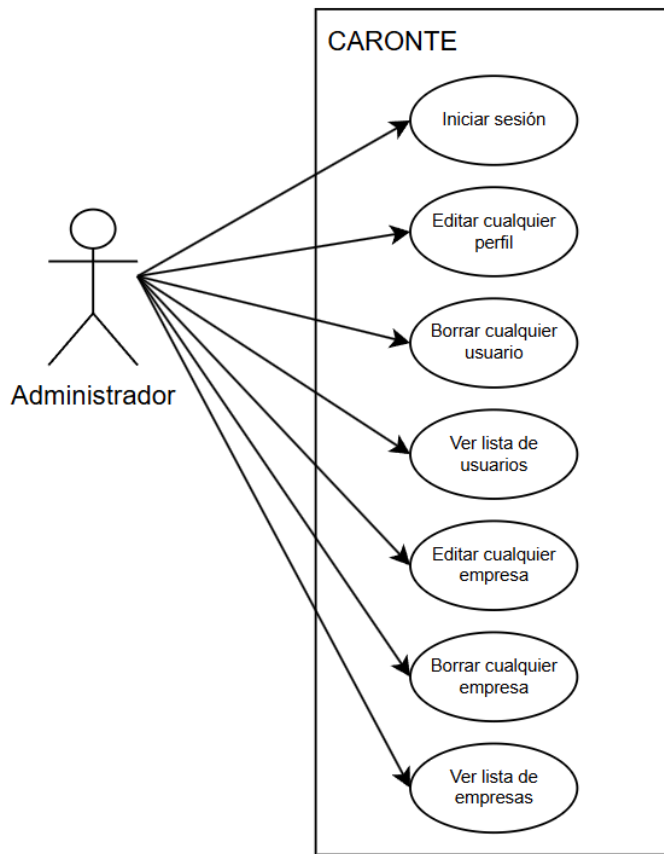 CARONTE
Iniciar sesión
Editar cualquier
perfil
Borrar cualquier
usuario
Administrador
Ver lista de
usuarios
Editar cualquier
empresa
Borrar cualquier
empresa
Ver lista de
empresas